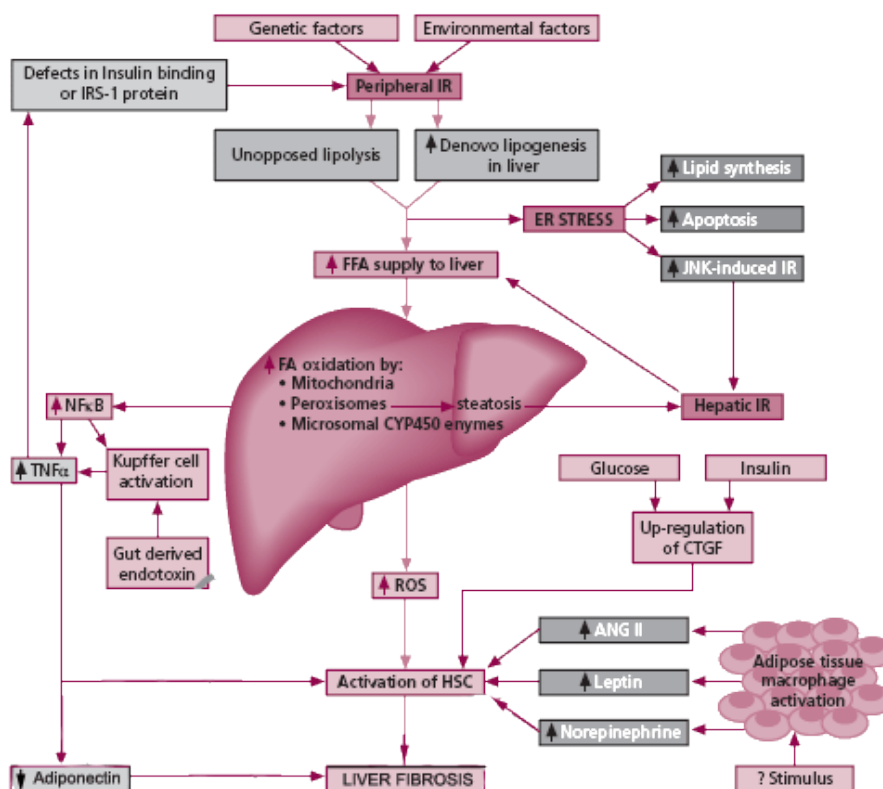 Genetic factors
Environmental factors
Defects in Insulin binding
or IRS-1 protein
Peripheral IR
Unopposed lipolysis
Denovo lipogenesis
in liver
Lipid synthesis
ER STRESS
Apoptosis
FFA supply to liver
JNK-induced IR
FA oxidation by:
• Mitochondria
• Peroxisomes
steatosis
• Microsomal CYP450 enymes
Hepatic IR
NFκB
TNFα
Kupffer cell
activation
Glucose
Insulin
Up-regulation
of CTGF
Gut derived
endotoxin
ROS
ANG II
Activation of HSC
Leptin
Adipose tissue
macrophage
activation
Norepinephrine
Adiponectin
LIVER FIBROSIS
? Stimulus